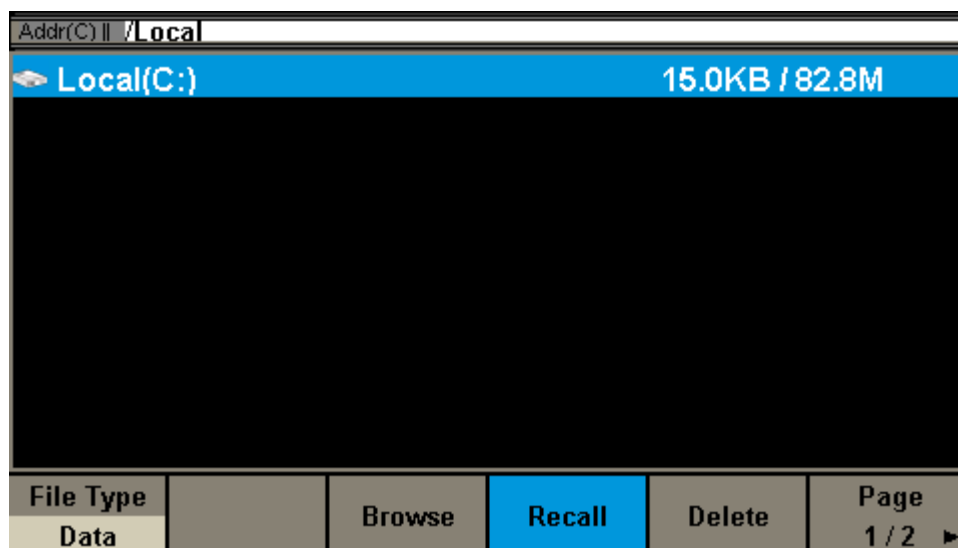 Addr(C) || /Local
Local(C:) 15.0KB / 82.8M
File Type
Data
Browse
Recall
Delete
Page
1 / 2 ►